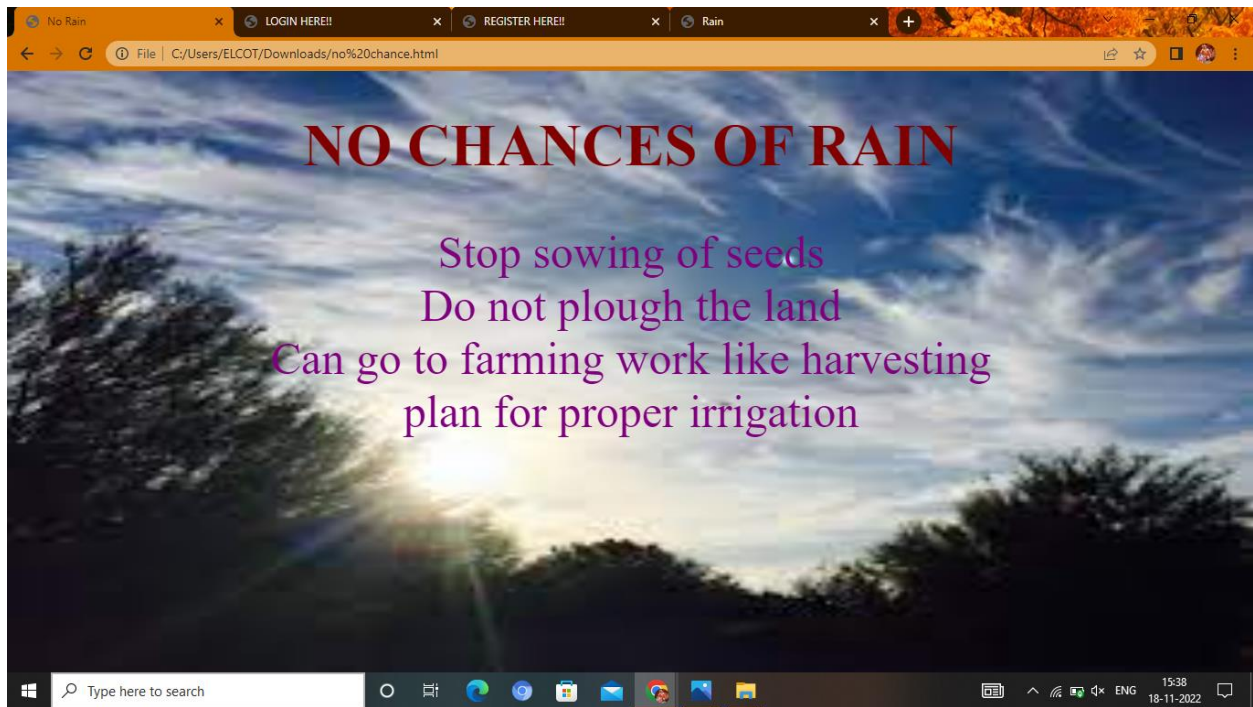 No Rain
LOGIN HERE!!
REGISTER HERE!!
Rain
File
C:/Users/ELCOT/Downloads/no%20chance.html
NO CHANCES OF RAIN
Stop sowing of seeds
Do not plough the land
Can go to farming work like harvesting
plan for proper irrigation
Type here to search
ENG
15:38
18-11-2022